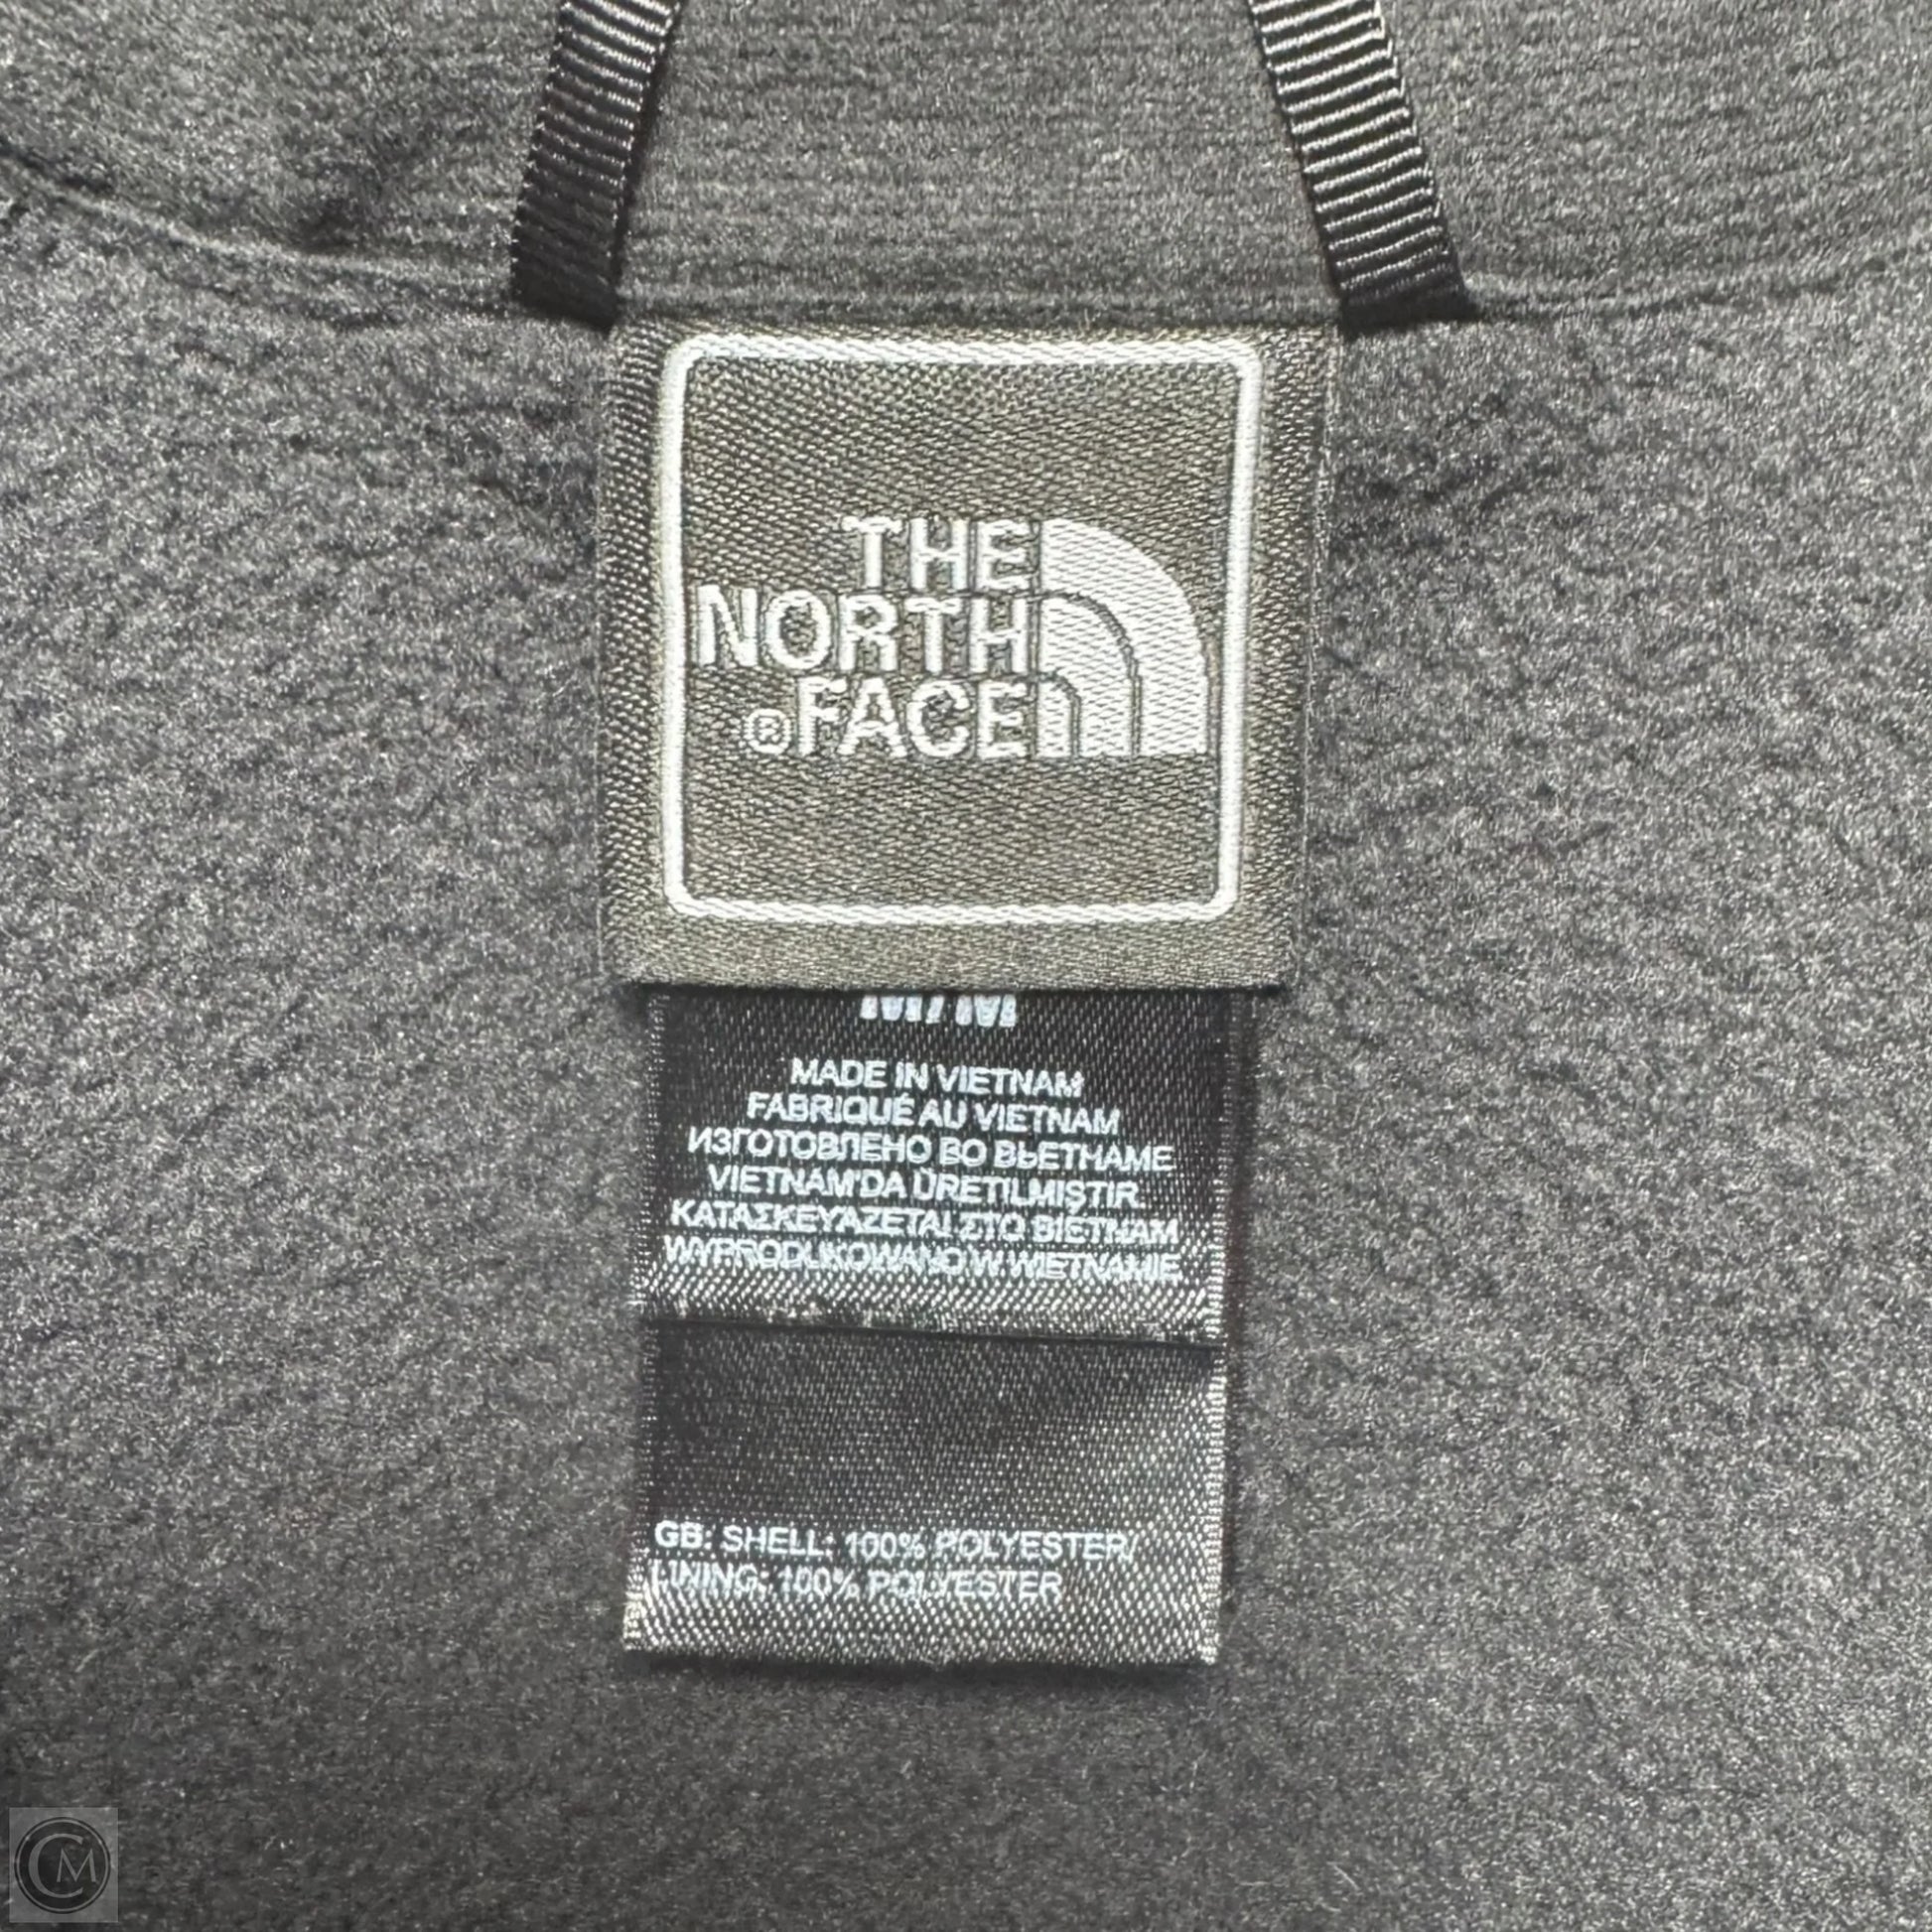 THE
NORTH
®FACE
M/M
MADE IN VIETNAM
FABRIQUÉ AU VIETNAM
ИЗГОТОВЛЕНО ВО ВЬЕТНАМЕ
VIETNAM'DA ÜRETILMIŞTIR
ΚΑΤΑΣΚΕΥΑΖΕΤΑΙ ΣΤΟ ΒΙΕΤΝΑΜ
WYPRODUKOWANO W WIETNAMIE
GB: SHELL: 100% POLYESTER/
LINING: 100% POLYESTER
CM